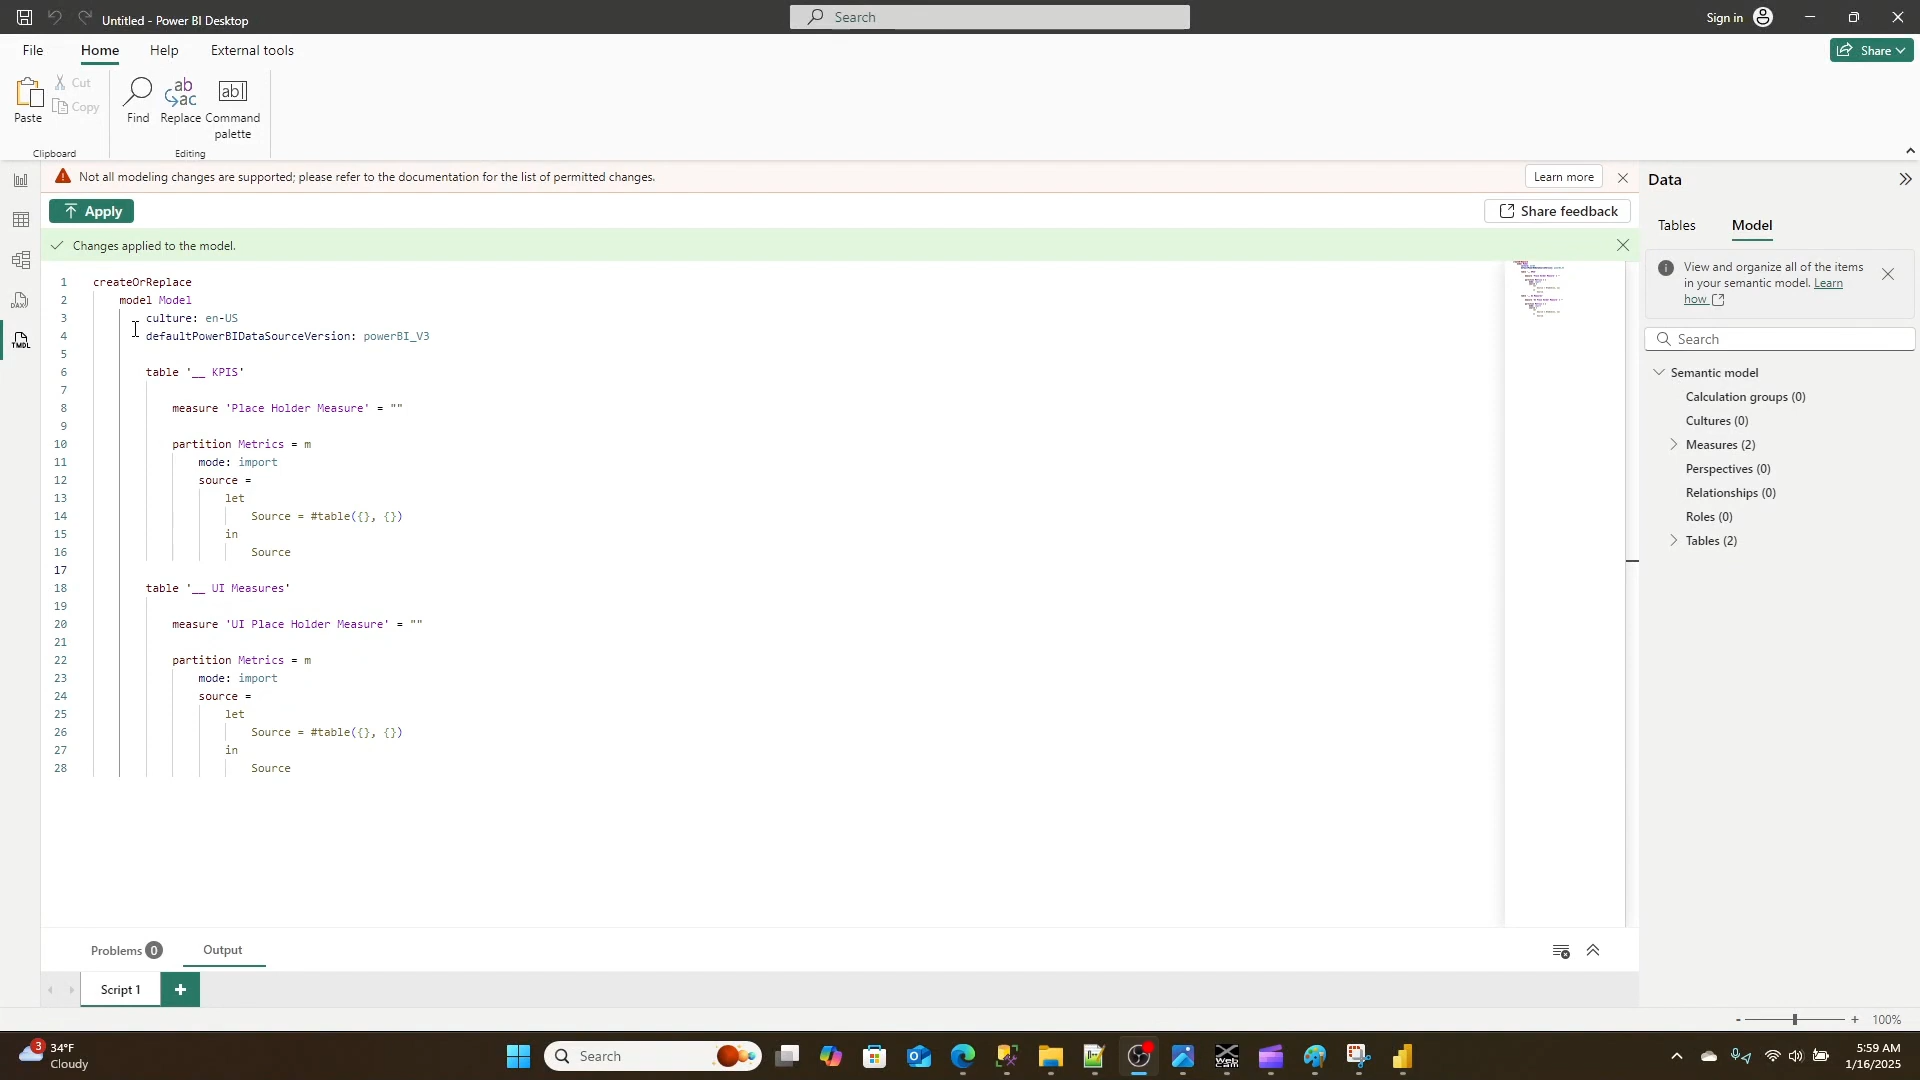 Untitled - Power BI Desktop
Search
Sign in
File
Home
Help
External tools
Share
Paste
Cut
Copy
Find
Replace
Command palette
Clipboard
Editing
Not all modeling changes are supported; please refer to the documentation for the list of permitted changes.
Learn more
Apply
Share feedback
Changes applied to the model.
1 createOrReplace
2 model Model
3 culture: en-US
4 defaultPowerBIDataSourceVersion: powerBI_V3
5
6 table '__ KPIS'
7
8 measure 'Place Holder Measure' = ""
9
10 partition Metrics = m
11 mode: import
12 source =
13 let
14 Source = #table({}, {})
15 in
16 Source
17
18 table '__ UI Measures'
19
20 measure 'UI Place Holder Measure' = ""
21
22 partition Metrics = m
23 mode: import
24 source =
25 let
26 Source = #table({}, {})
27 in
28 Source
Data
Tables
Model
View and organize all of the items
in your semantic model. Learn
how
Search
Semantic model
Calculation groups (0)
Cultures (0)
Measures (2)
Perspectives (0)
Relationships (0)
Roles (0)
Tables (2)
DAX
TMDL
Problems 0
Output
Script 1
+
- + 100%
3
34°F
Cloudy
Search
5:59 AM
1/16/2025